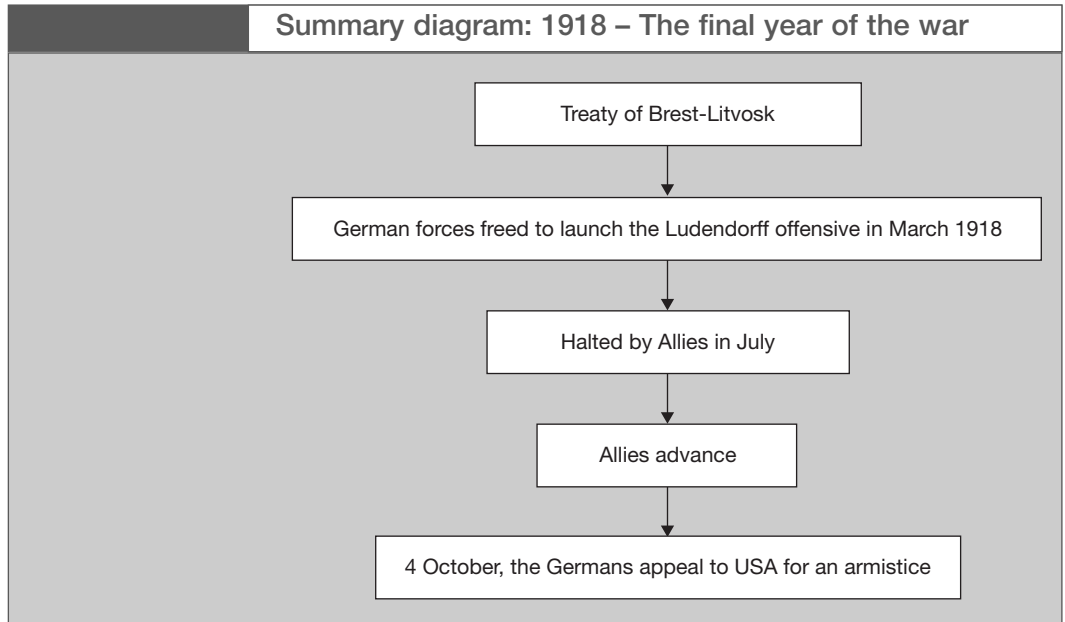 Summary diagram: 1918 – The final year of the war
Treaty of Brest-Litvosk
German forces freed to launch the Ludendorff offensive in March 1918
Halted by Allies in July
Allies advance
4 October, the Germans appeal to USA for an armistice